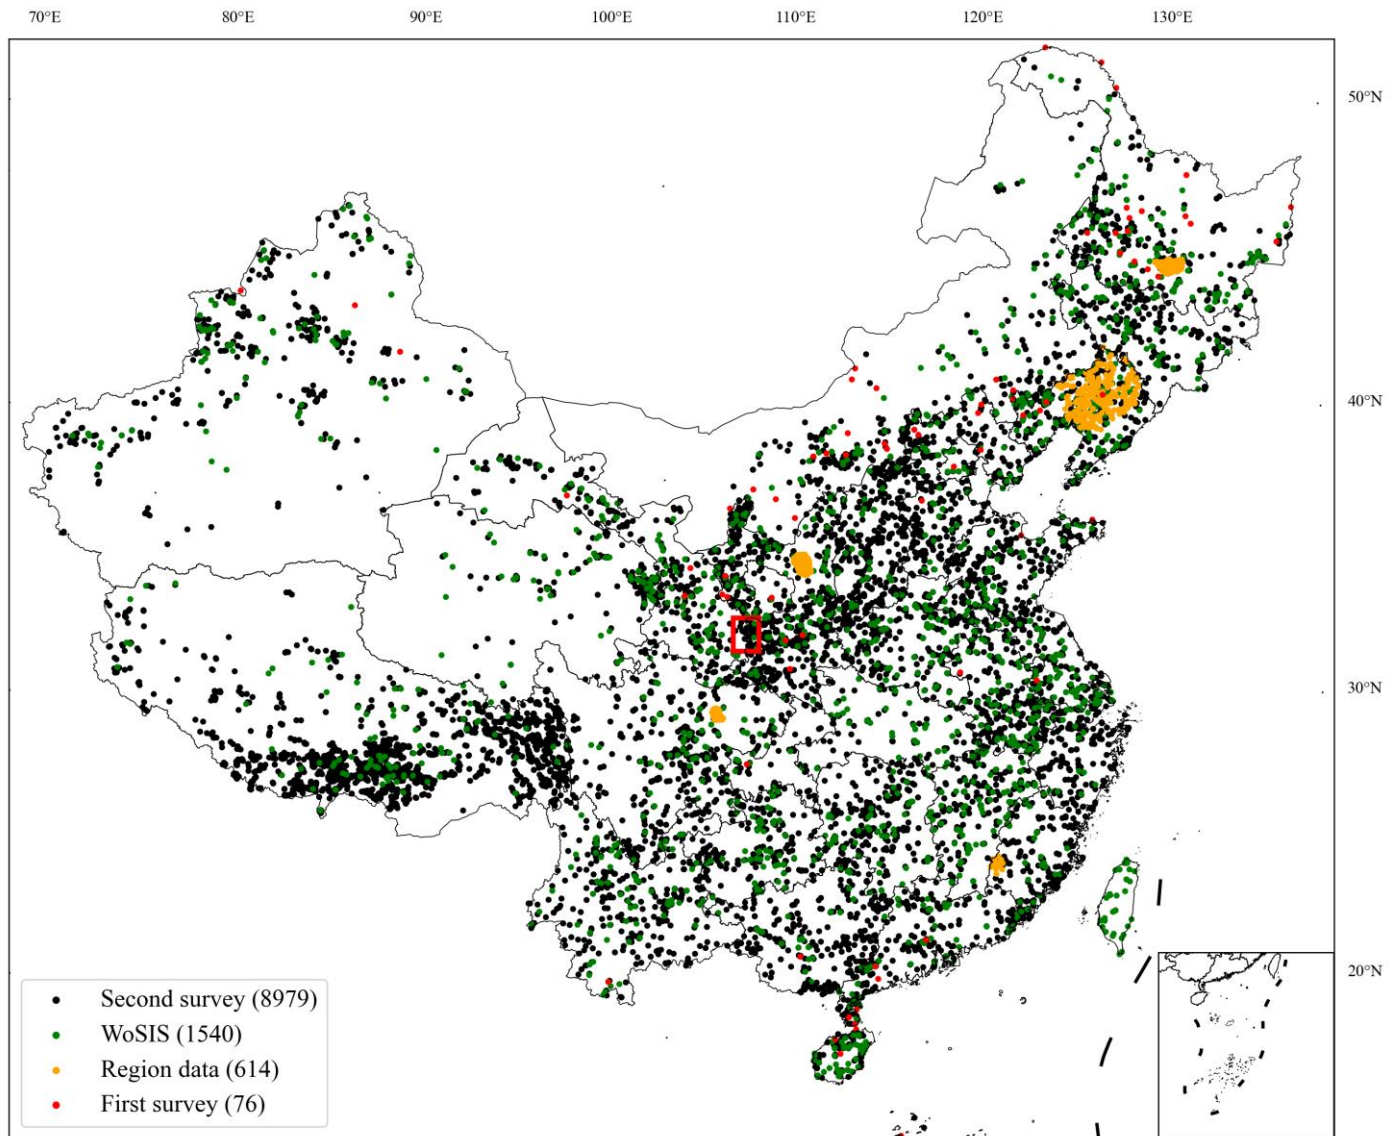 70°E 80°E 90°E 100°E 110°E 120°E 130°E
50°N
40°N
30°N
20°N
Second survey (8979)
WoSIS (1540)
Region data (614)
First survey (76)